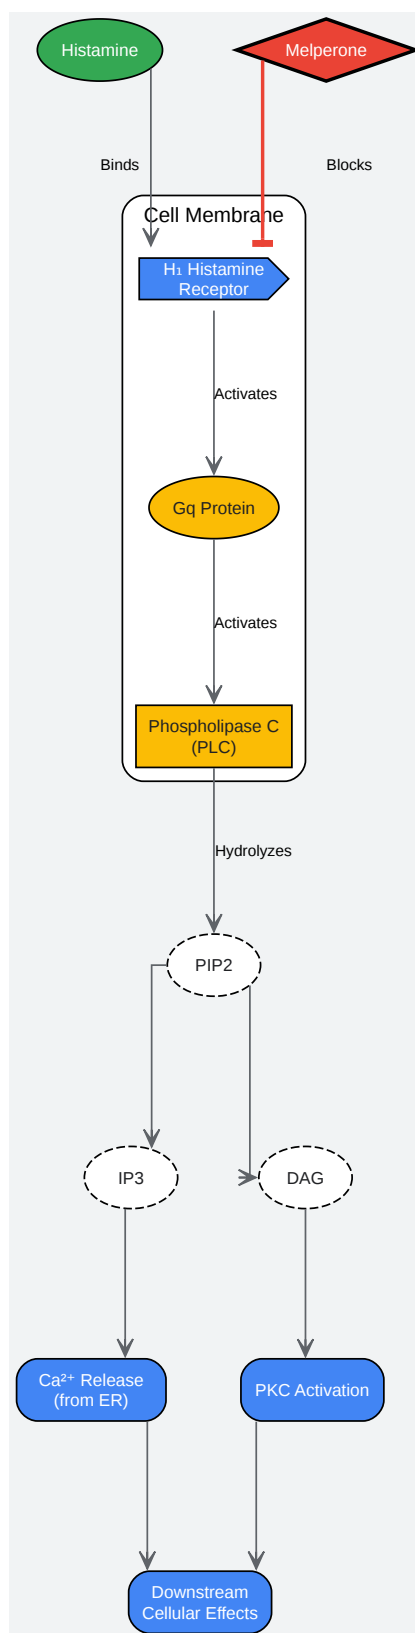 Histamine
Melperone
Binds
Blocks
Cell Membrane
H₁ Histamine
Receptor
Activates
Gq Protein
Activates
Phospholipase C
(PLC)
Hydrolyzes
PIP2
IP3
DAG
Ca²⁺ Release
(from ER)
PKC Activation
Downstream
Cellular Effects